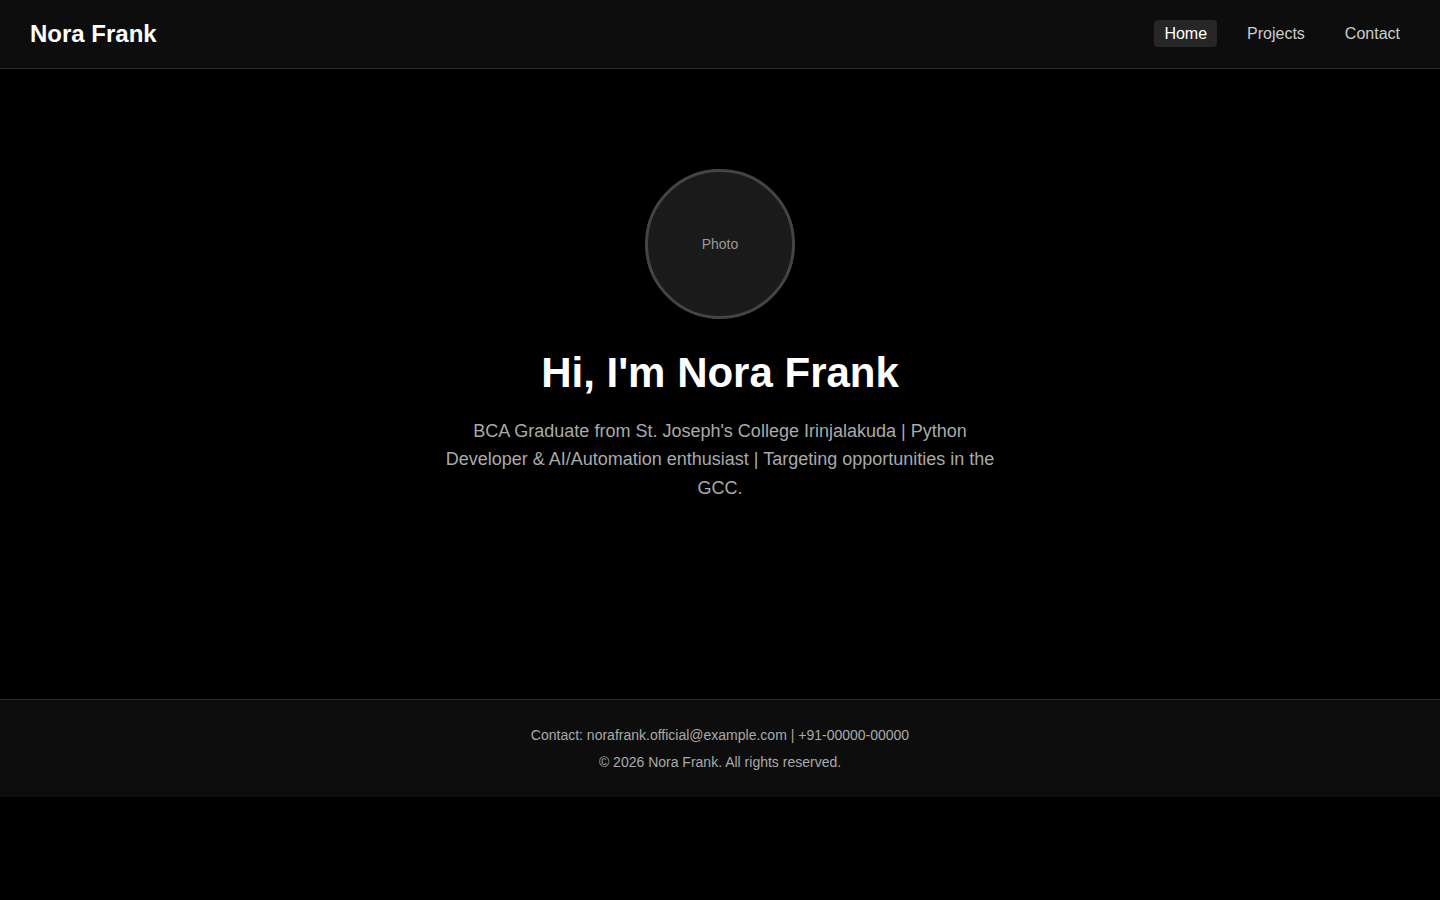 Nora Frank
Home
Projects
Contact
Photo
Hi, I'm Nora Frank
BCA Graduate from St. Joseph's College Irinjalakuda | Python
Developer & AI/Automation enthusiast | Targeting opportunities in the
GCC.
Contact: norafrank.official@example.com | +91-00000-00000
© 2026 Nora Frank. All rights reserved.